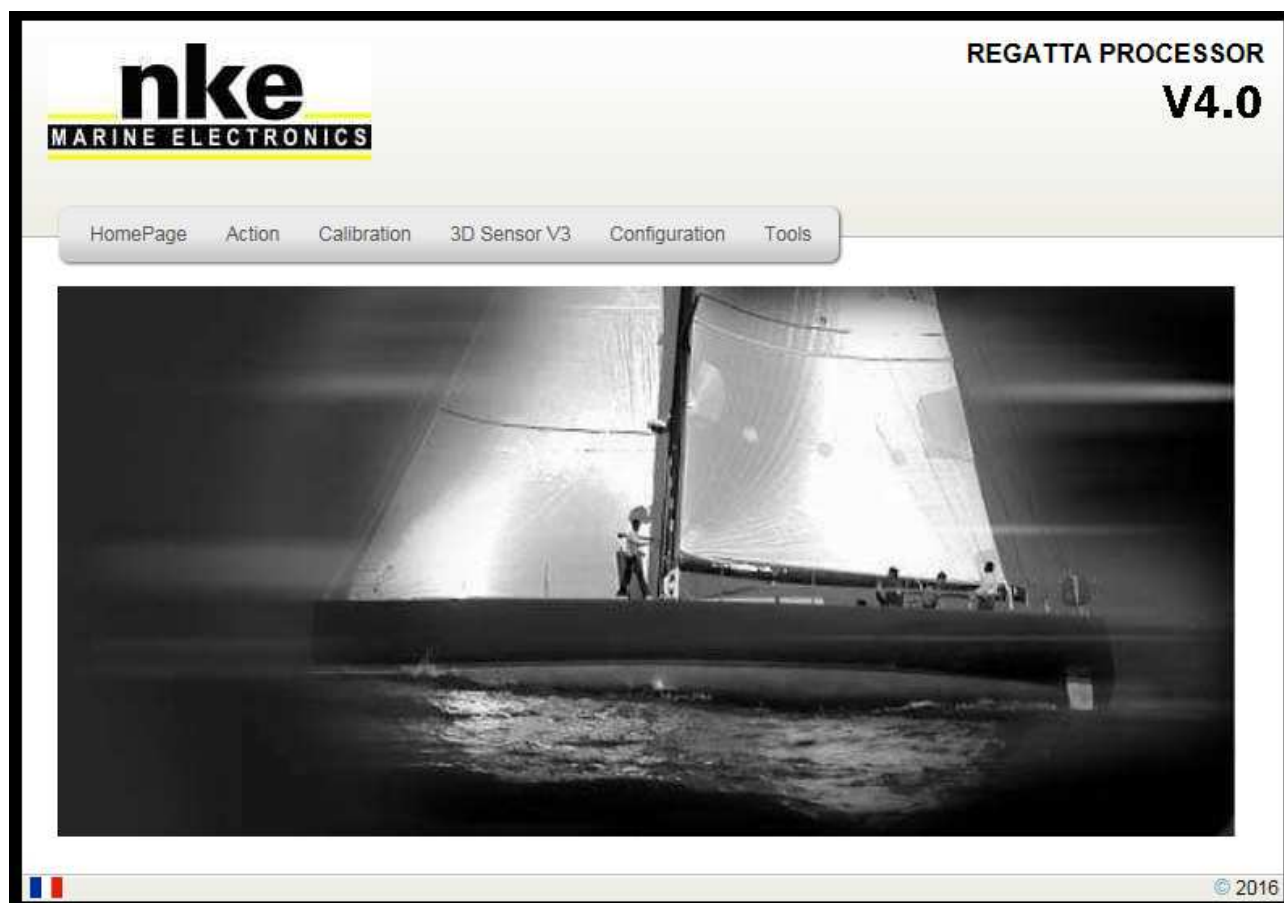 nke
MARINE ELECTRONICS
REGATTA PROCESSOR
V4.0
HomePage Action Calibration 3D Sensor V3 Configuration Tools
© 2016